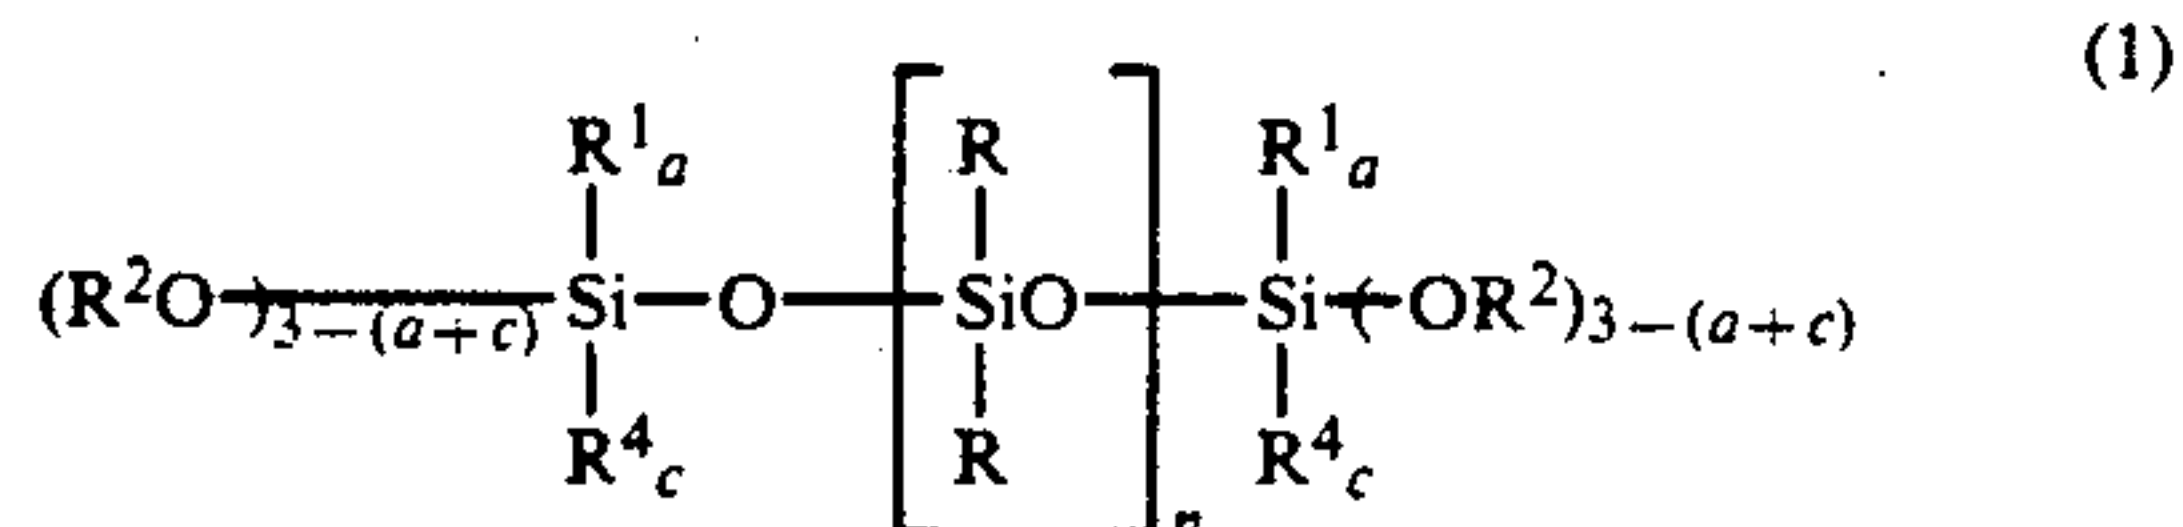 (1)
R¹a R R¹a
(R²O—)3−(a+c) Si—O— [ SiO ] —Si—(OR²)3−(a+c)
R⁴c R R⁴c
n